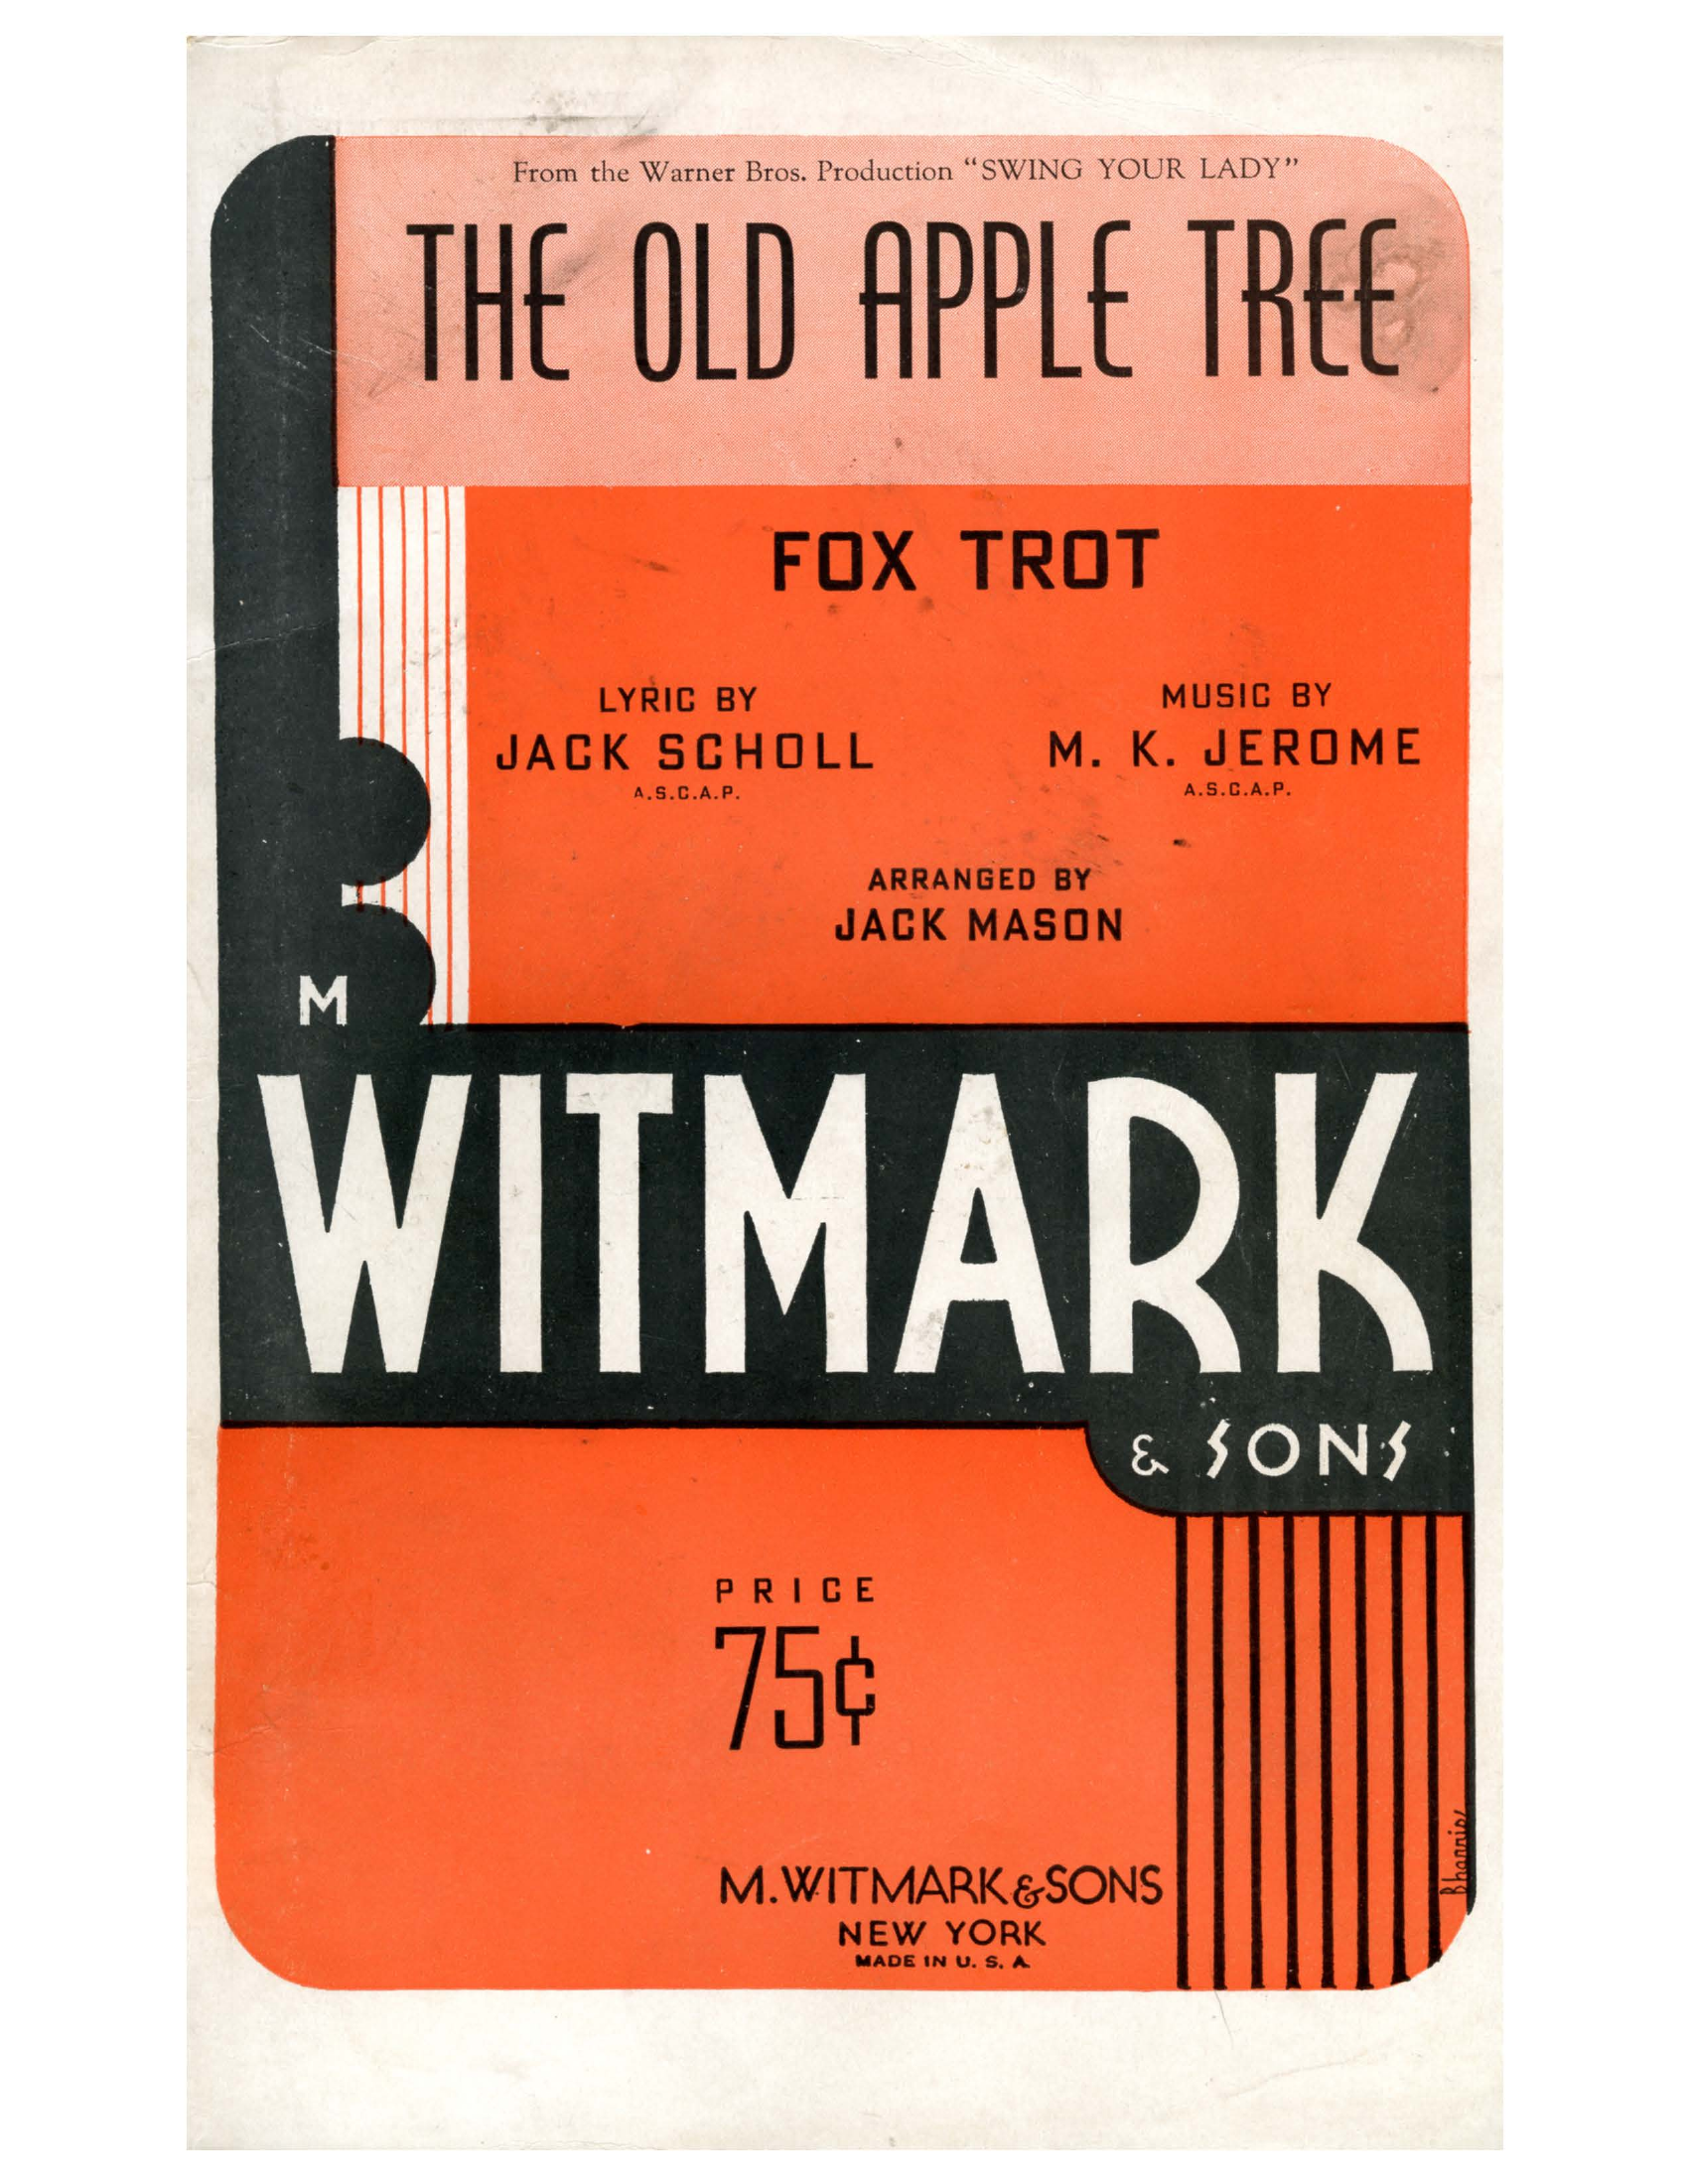 From the Warner Bros. Production "SWING YOUR LADY"
THE OLD APPLE TREE
FOX TROT
LYRIC BY
JACK SCHOLL
A.S.C.A.P.
MUSIC BY
M. K. JEROME
A.S.C.A.P.
ARRANGED BY
JACK MASON
M
WITMARK
& SONS
PRICE
75¢
M. WITMARK & SONS
NEW YORK
MADE IN U. S. A.